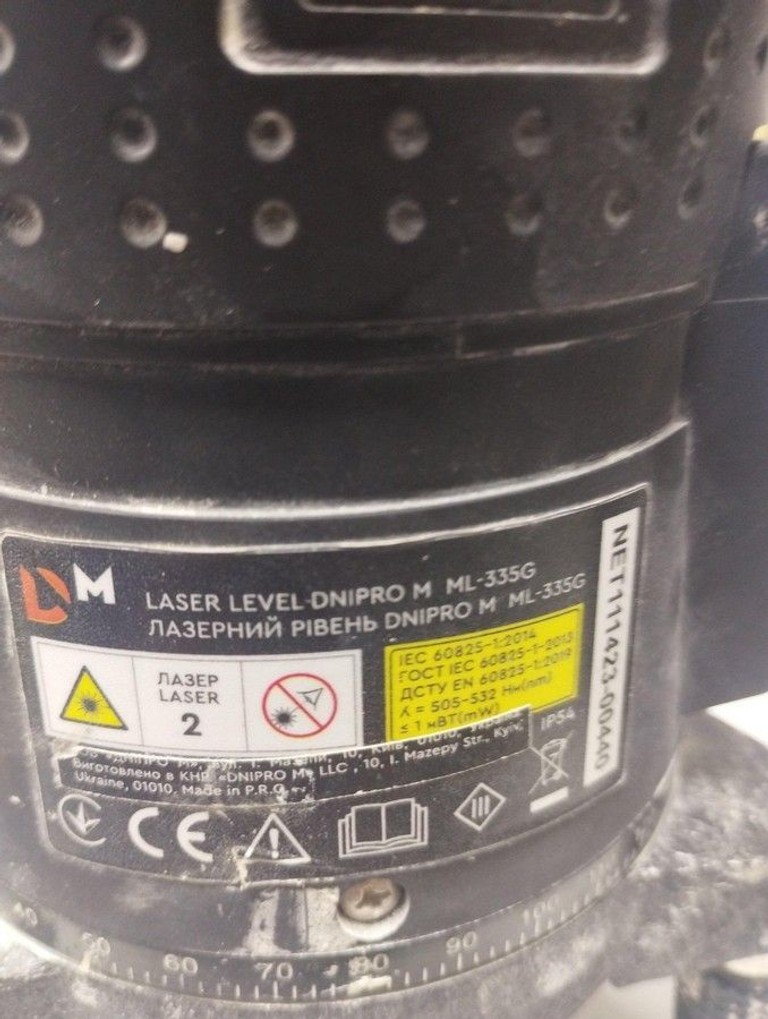 DM
LASER LEVEL DNIPRO M ML-335G
ЛАЗЕРНИЙ РІВЕНЬ DNIPRO M ML-335G
ЛАЗЕР
LASER
2
IEC 60825-1:2014
ГОСТ IEC 60825-1-2013
ДСТУ EN 60825-1:2019
λ = 505-532 Нм(nm)
≤ 1 мВТ(mW)
IP54
NET111423-00440
Виготовлено в КНР. «DNIPRO M» LLC, 10, I. Mazepy Str., Kyiv,
Ukraine, 01010. Made in P.R.C.
CE
III
40 50 60 70 80 90 100